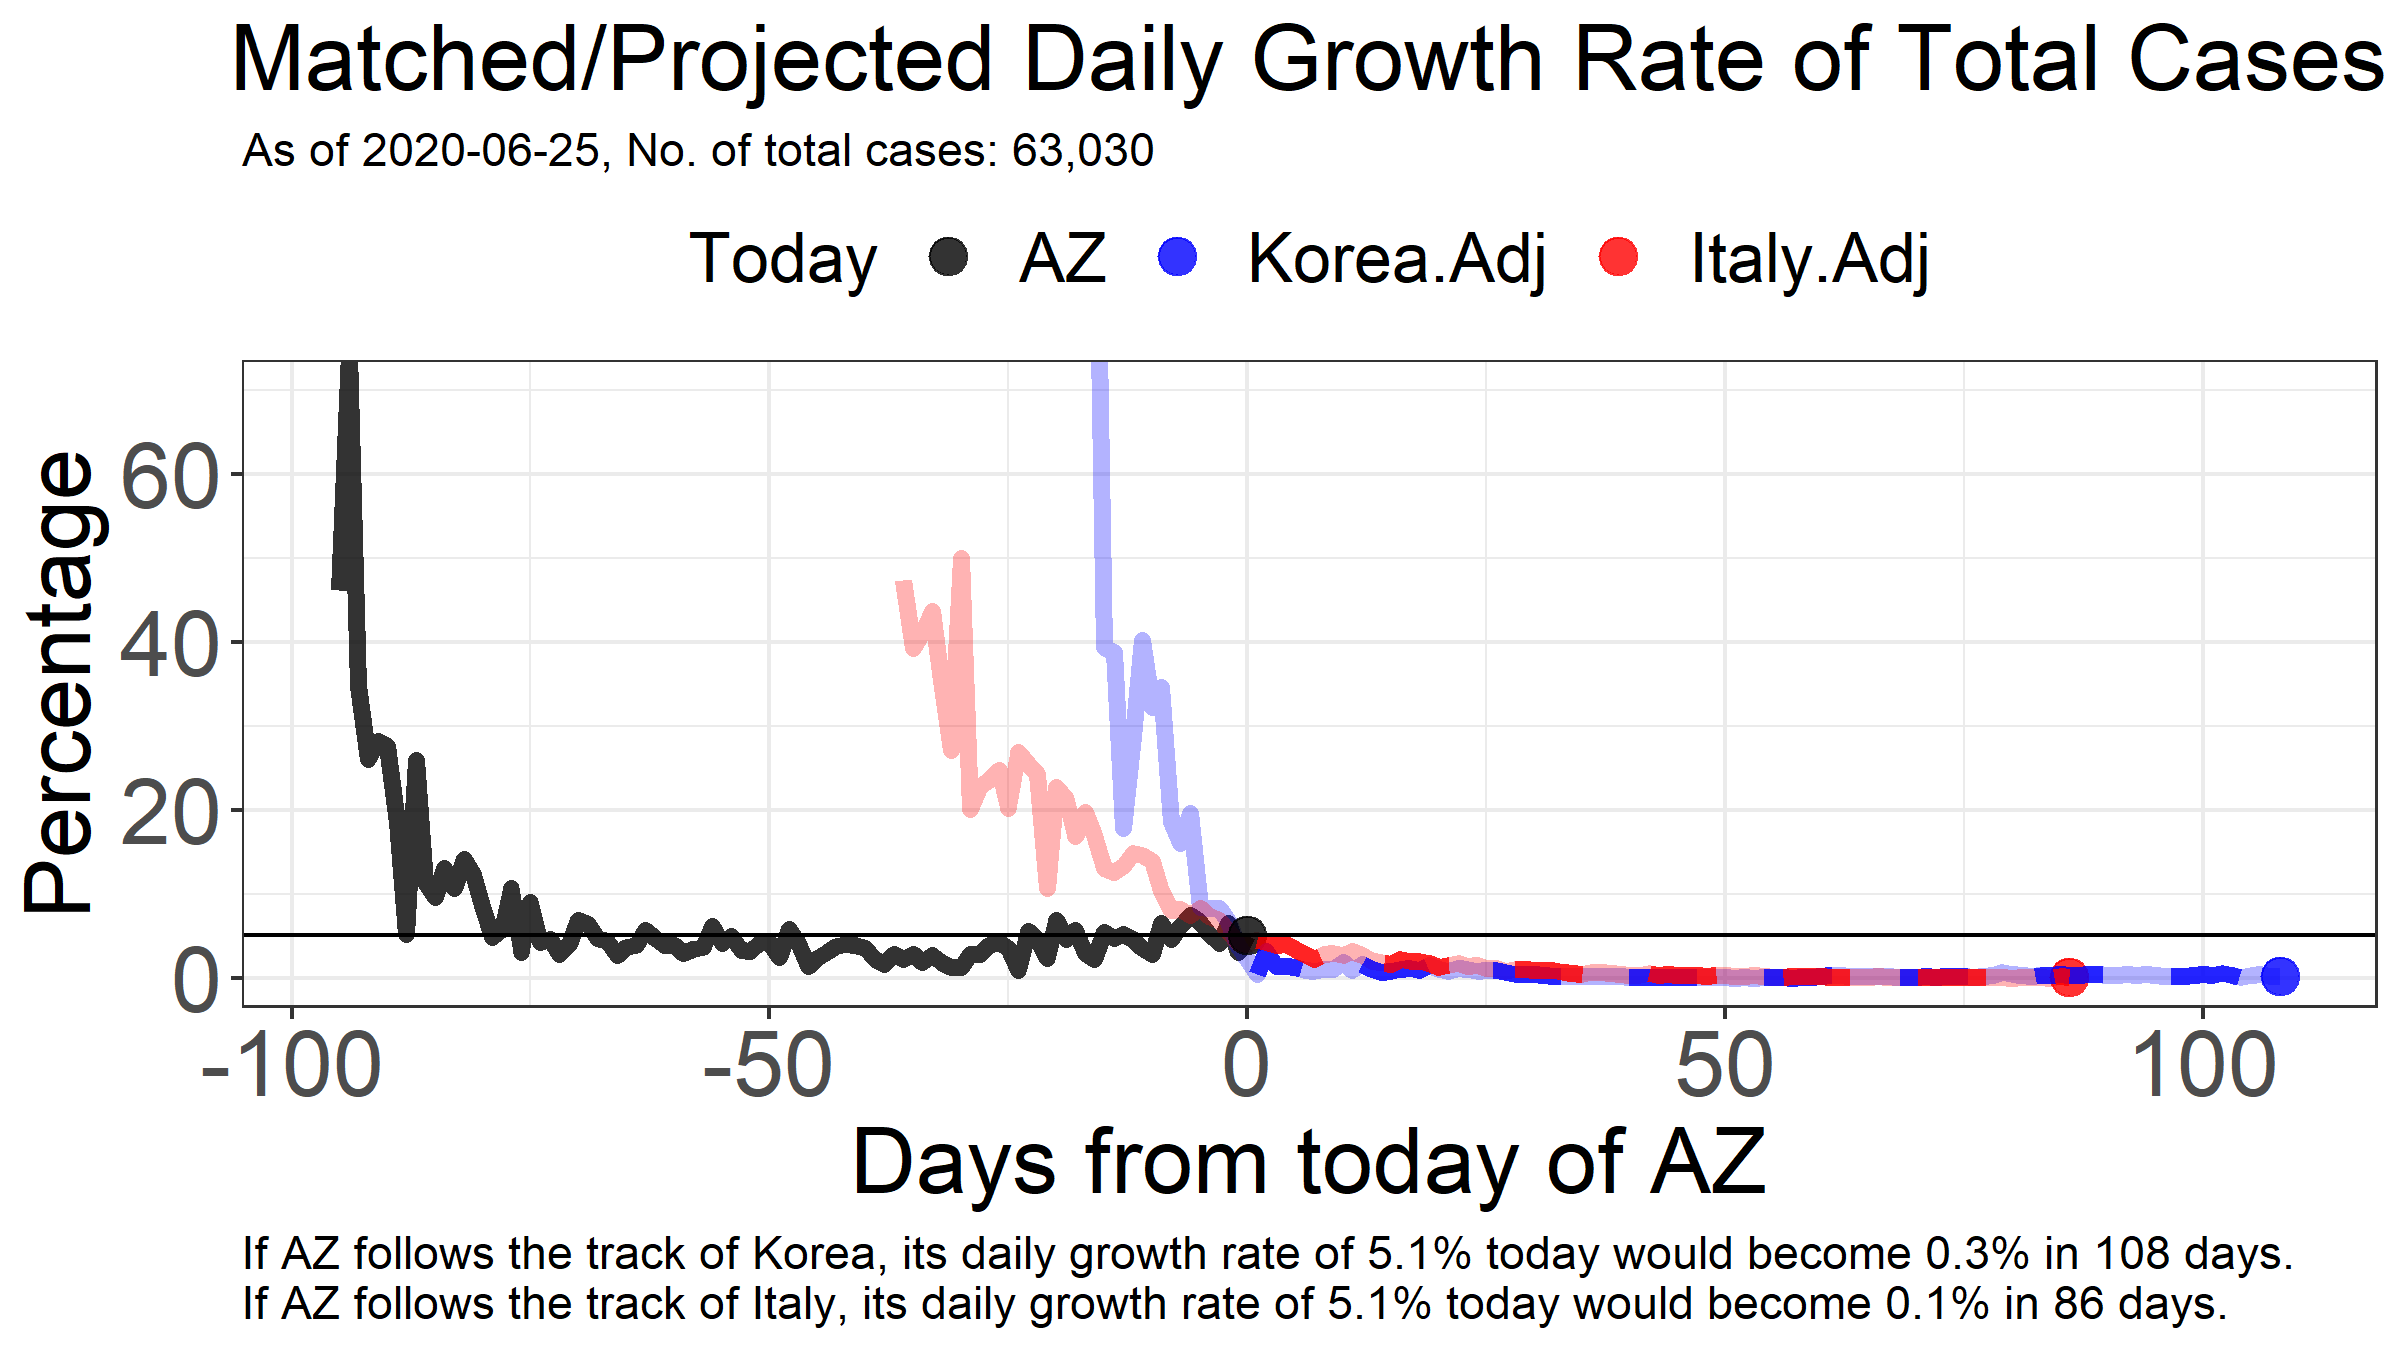 Matched/Projected Daily Growth Rate of Total Cases
As of 2020-06-25, No. of total cases: 63,030
Today AZ Korea.Adj Italy.Adj
Percentage
60
40
20
0
-100 -50 0 50 100
Days from today of AZ
If AZ follows the track of Korea, its daily growth rate of 5.1% today would become 0.3% in 108 days.
If AZ follows the track of Italy, its daily growth rate of 5.1% today would become 0.1% in 86 days.